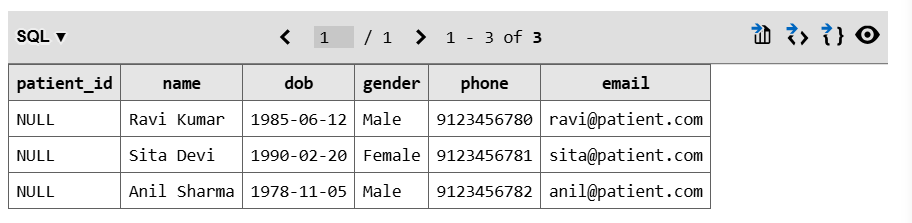 SQL ▼ < 1 / 1 > 1 - 3 of 3
patient_id name dob gender phone email
NULL Ravi Kumar 1985-06-12 Male 9123456780 ravi@patient.com
NULL Sita Devi 1990-02-20 Female 9123456781 sita@patient.com
NULL Anil Sharma 1978-11-05 Male 9123456782 anil@patient.com